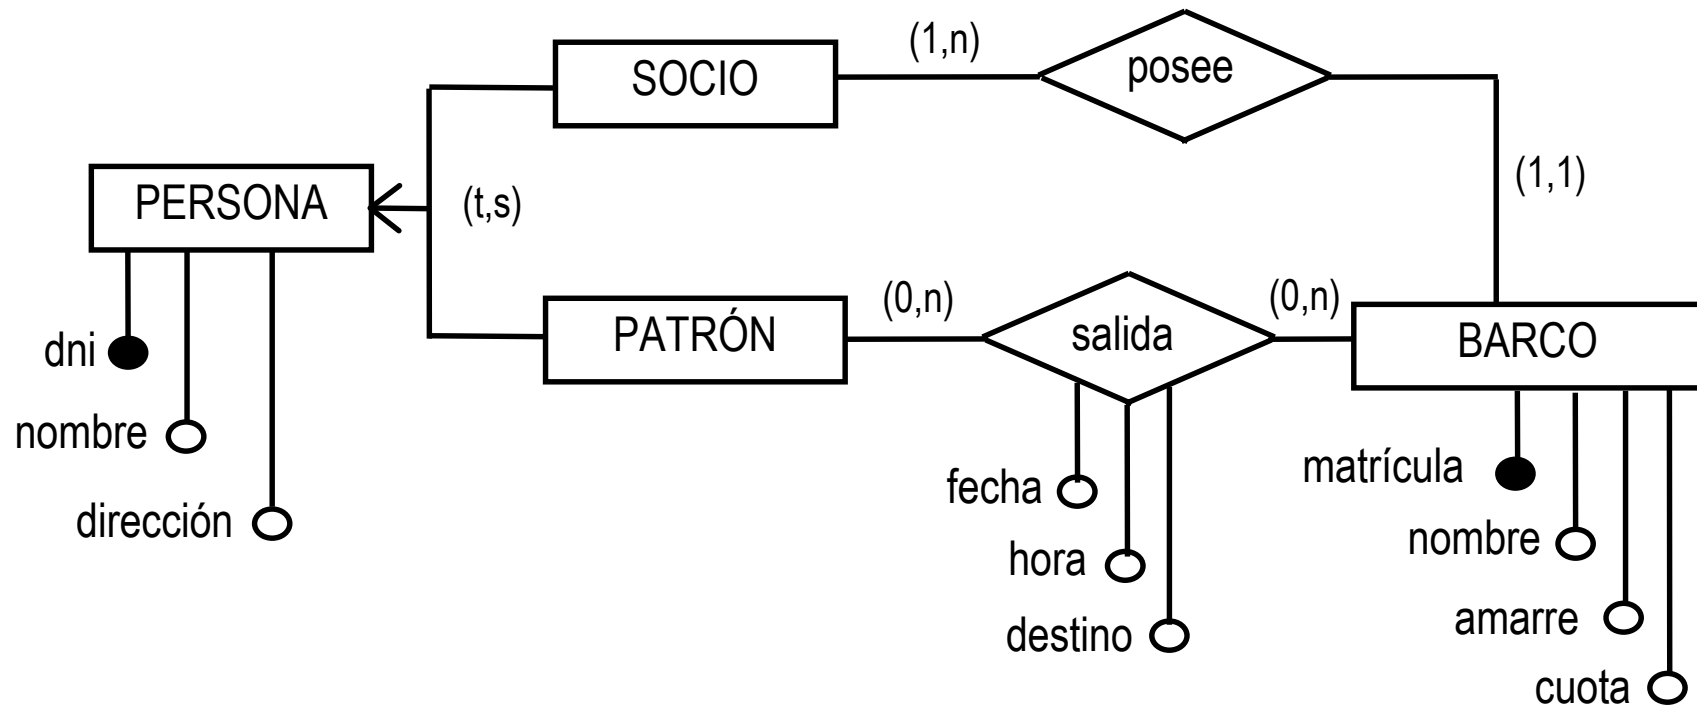 SOCIO
(1,n)
posee
(1,1)
PERSONA
(t,s)
PATRÓN
(0,n)
salida
(0,n)
BARCO
dni
nombre
dirección
fecha
hora
destino
matrícula
nombre
amarre
cuota